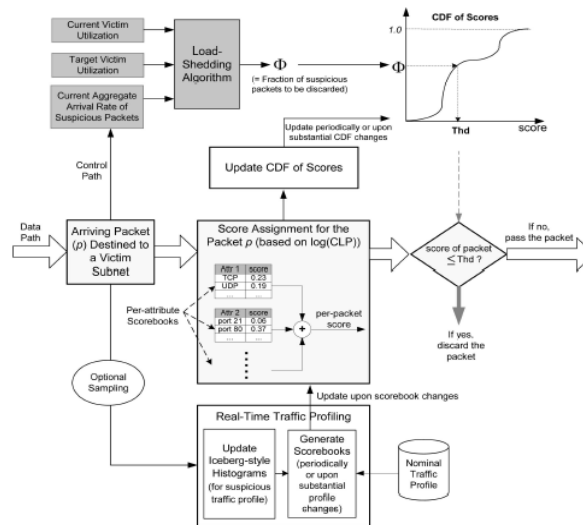 Current Victim
Utilization
Target Victim
Utilization
Current Aggregate
Arrival Rate of
Suspicious Packets
Load-
Shedding
Algorithm
Φ
(= Fraction of suspicious
packets to be discarded)
CDF of Scores
1.0
Φ
Thd
score
Update periodically or upon
substantial CDF changes
Update CDF of Scores
Control
Path
Data
Path
Arriving Packet
(p) Destined to
a Victim
Subnet
Score Assignment for the
Packet p (based on log(CLP))
Attr 1 score
TCP 0.23
UDP 0.19
... ...
Per-attribute
Scorebooks
Attr 2 score
port 21 0.06
port 80 0.37
... ...
+
per-packet
score
score of packet
≤ Thd ?
If no,
pass the packet
If yes,
discard the
packet
Optional
Sampling
Update upon scorebook changes
Real-Time Traffic Profiling
Update
Iceberg-style
Histograms
(for suspicious
traffic profile)
Generate
Scorebooks
(periodically or
upon
substantial
profile
changes)
Nominal
Traffic
Profile